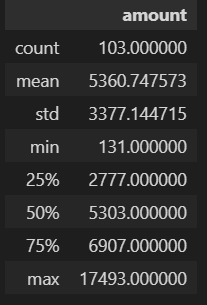 amount
count 103.000000
mean 5360.747573
std 3377.144715
min 131.000000
25% 2777.000000
50% 5303.000000
75% 6907.000000
max 17493.000000